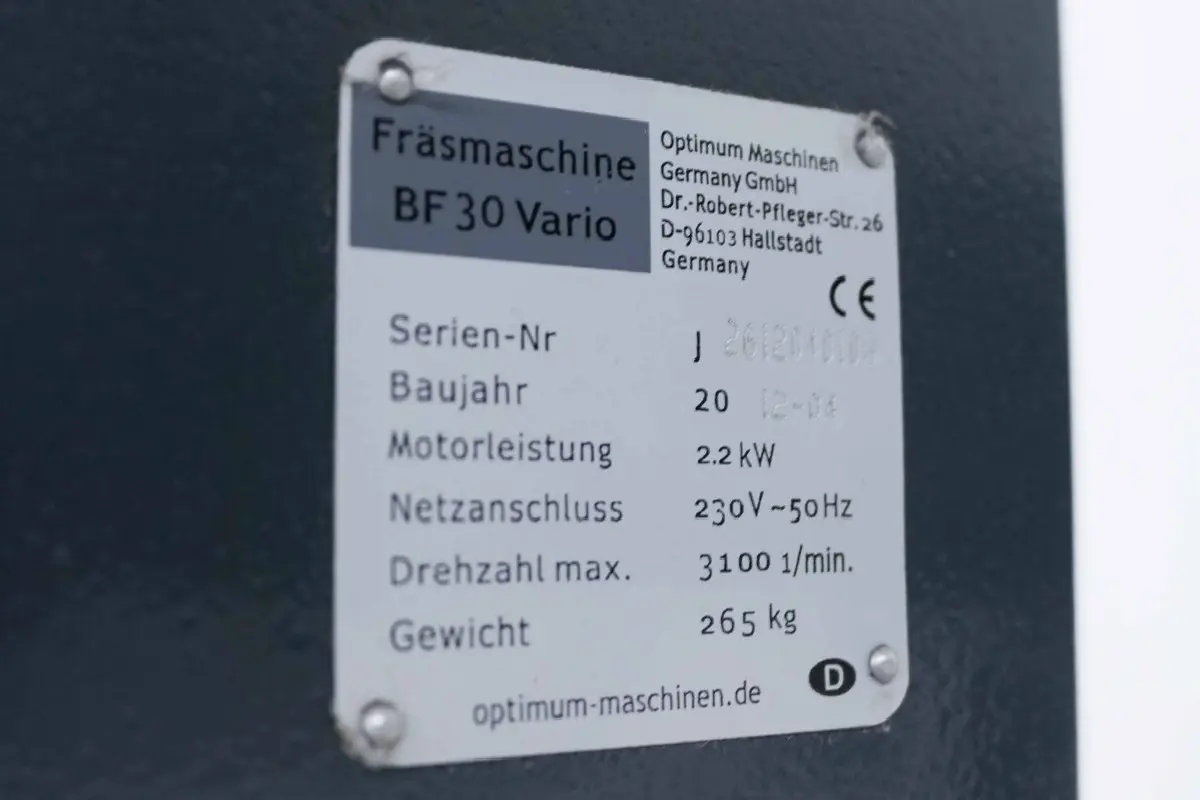 Fräsmaschine
BF 30 Vario
Optimum Maschinen
Germany GmbH
Dr.-Robert-Pfleger-Str. 26
D-96103 Hallstadt
Germany
CE
Serien-Nr J
Baujahr 20 12-04
Motorleistung 2.2 kW
Netzanschluss 230V ~50Hz
Drehzahl max. 3100 1/min.
Gewicht 265 kg
optimum-maschinen.de
D